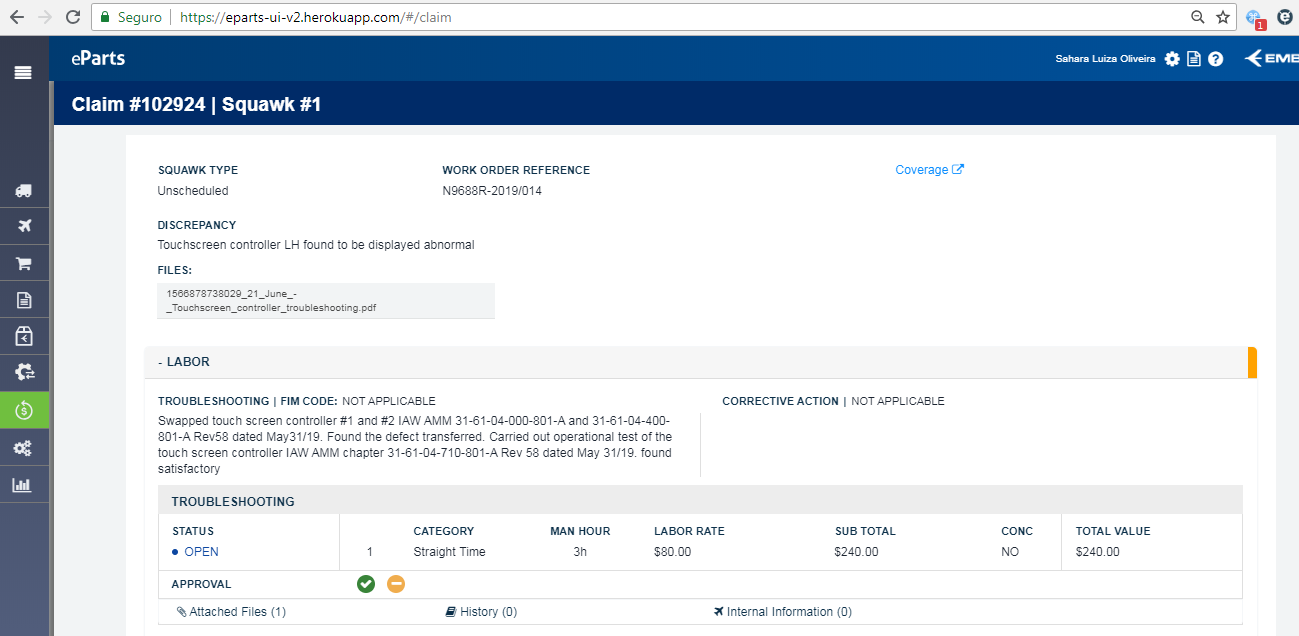 Seguro https://eparts-ui-v2.herokuapp.com/#/claim
1
eParts
Sahara Luiza Oliveira
EMB
Claim #102924 | Squawk #1
SQUAWK TYPE
Unscheduled
WORK ORDER REFERENCE
N9688R-2019/014
Coverage
DISCREPANCY
Touchscreen controller LH found to be displayed abnormal
FILES:
1566878738029_21_June_-
_Touchscreen_controller_troubleshooting.pdf
- LABOR
TROUBLESHOOTING | FIM CODE: NOT APPLICABLE
Swapped touch screen controller #1 and #2 IAW AMM 31-61-04-000-801-A and 31-61-04-400-
801-A Rev58 dated May31/19. Found the defect transferred. Carried out operational test of the
touch screen controller IAW AMM chapter 31-61-04-710-801-A Rev 58 dated May 31/19. found
satisfactory
CORRECTIVE ACTION | NOT APPLICABLE
TROUBLESHOOTING
STATUS CATEGORY MAN HOUR LABOR RATE SUB TOTAL CONC TOTAL VALUE
OPEN 1 Straight Time 3h $80.00 $240.00 NO $240.00
APPROVAL
Attached Files (1) History (0) Internal Information (0)